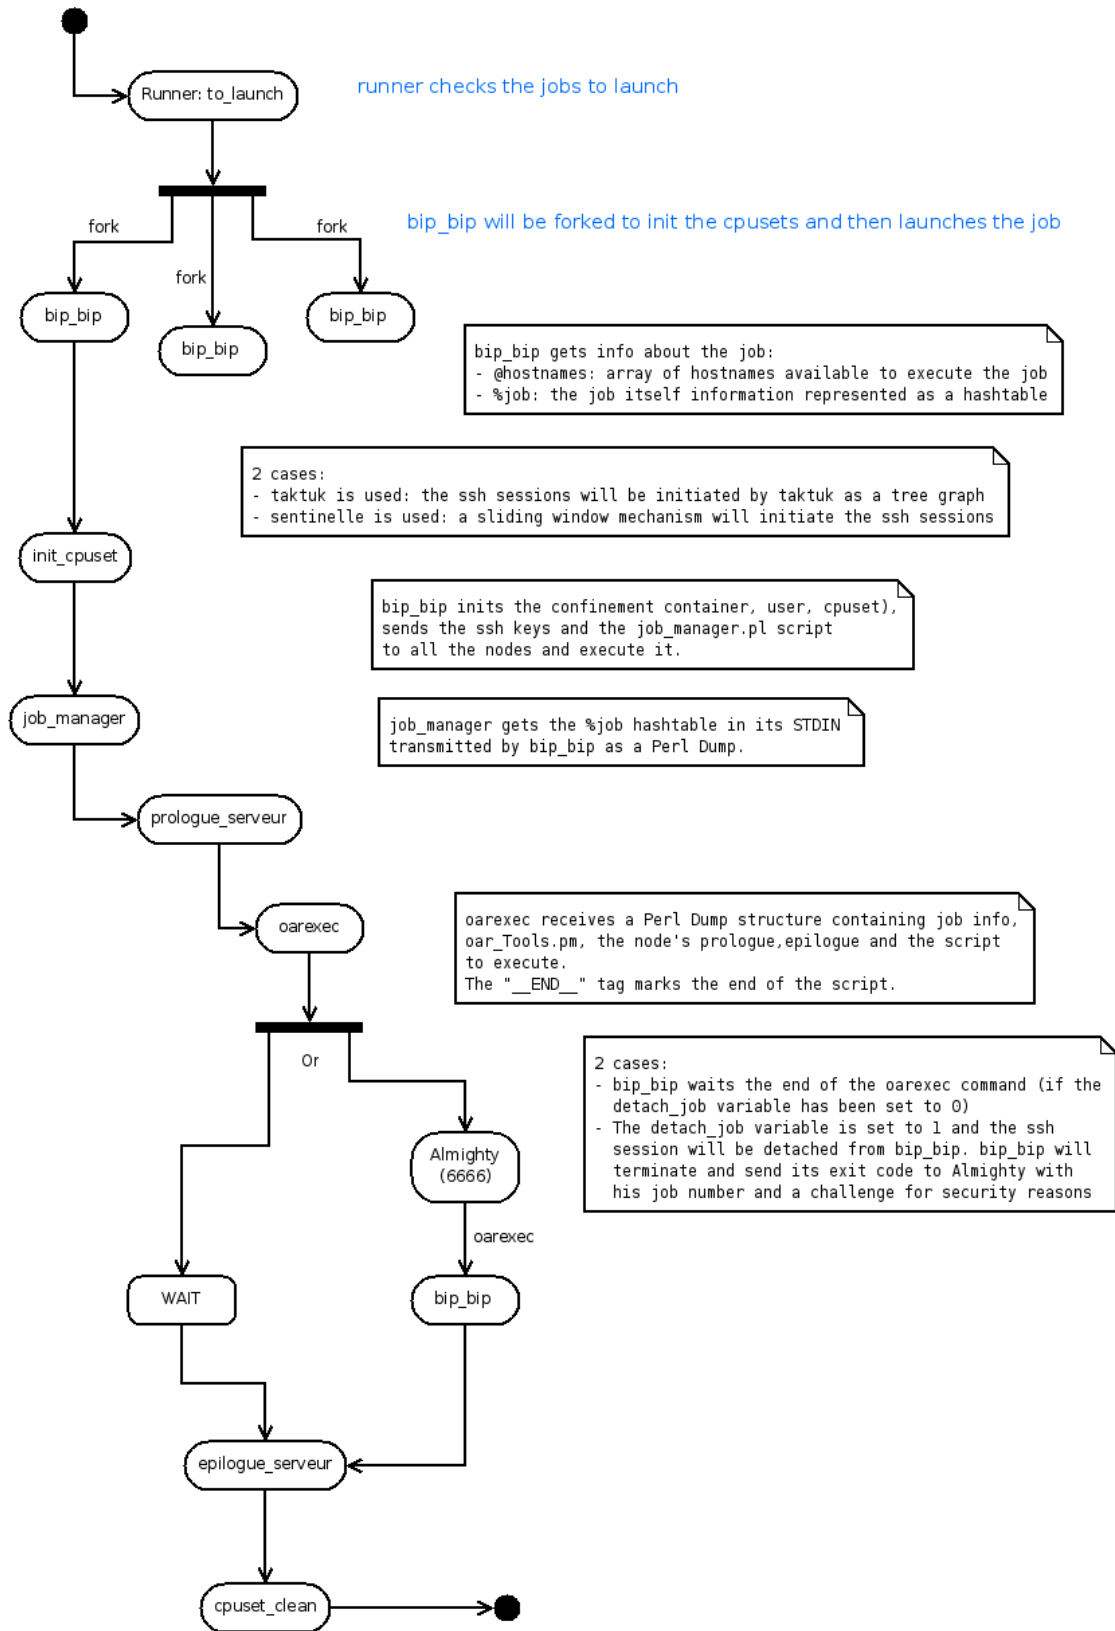 Runner: to_launch
runner checks the jobs to launch
fork
fork
bip_bip will be forked to init the cpusets and then launches the job
fork
bip_bip
bip_bip
bip_bip
bip_bip gets info about the job:
- @hostnames: array of hostnames available to execute the job
- %job: the job itself information represented as a hashtable
2 cases:
- taktuk is used: the ssh sessions will be initiated by taktuk as a tree graph
- sentinelle is used: a sliding window mechanism will initiate the ssh sessions
init_cpuset
bip_bip inits the confinement container, user, cpuset),
sends the ssh keys and the job_manager.pl script
to all the nodes and execute it.
job_manager
job_manager gets the %job hashtable in its STDIN
transmitted by bip_bip as a Perl Dump.
prologue_serveur
oarexec
oarexec receives a Perl Dump structure containing job info,
oar_Tools.pm, the node's prologue,epilogue and the script
to execute.
The "__END__" tag marks the end of the script.
Or
2 cases:
- bip_bip waits the end of the oarexec command (if the
detach_job variable has been set to 0)
- The detach_job variable is set to 1 and the ssh
session will be detached from bip_bip. bip_bip will
terminate and send its exit code to Almighty with
his job number and a challenge for security reasons
Almighty
(6666)
oarexec
WAIT
bip_bip
epilogue_serveur
cpuset_clean